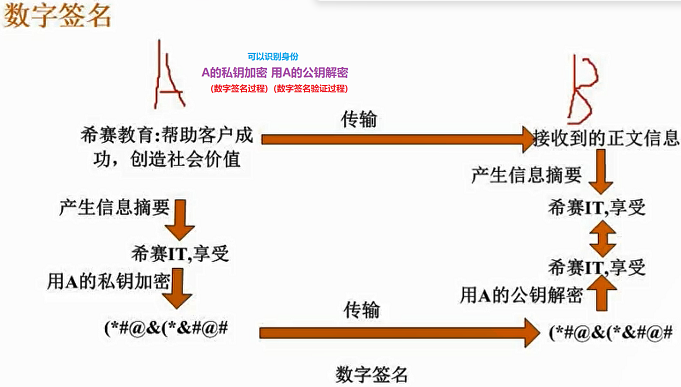 数字签名
A
B
可以识别身份
A的私钥加密 用A的公钥解密
(数字签名过程) (数字签名验证过程)
希赛教育:帮助客户成
功，创造社会价值
传输
接收到的正文信息
产生信息摘要
希赛IT,享受
用A的私钥加密
(*#@&(*&#@#
传输
产生信息摘要
希赛IT,享受
希赛IT,享受
用A的公钥解密
(*#@&(*&#@#
数字签名